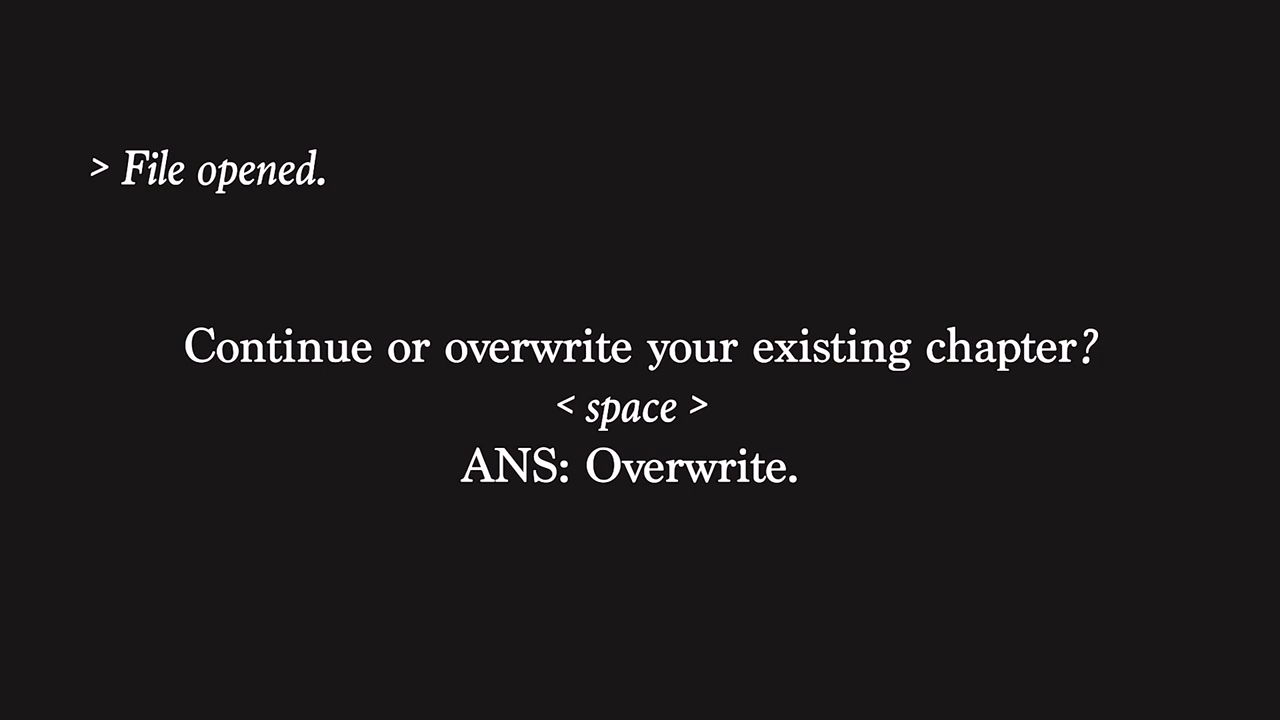 > File opened.
Continue or overwrite your existing chapter?
< space >
ANS: Overwrite.